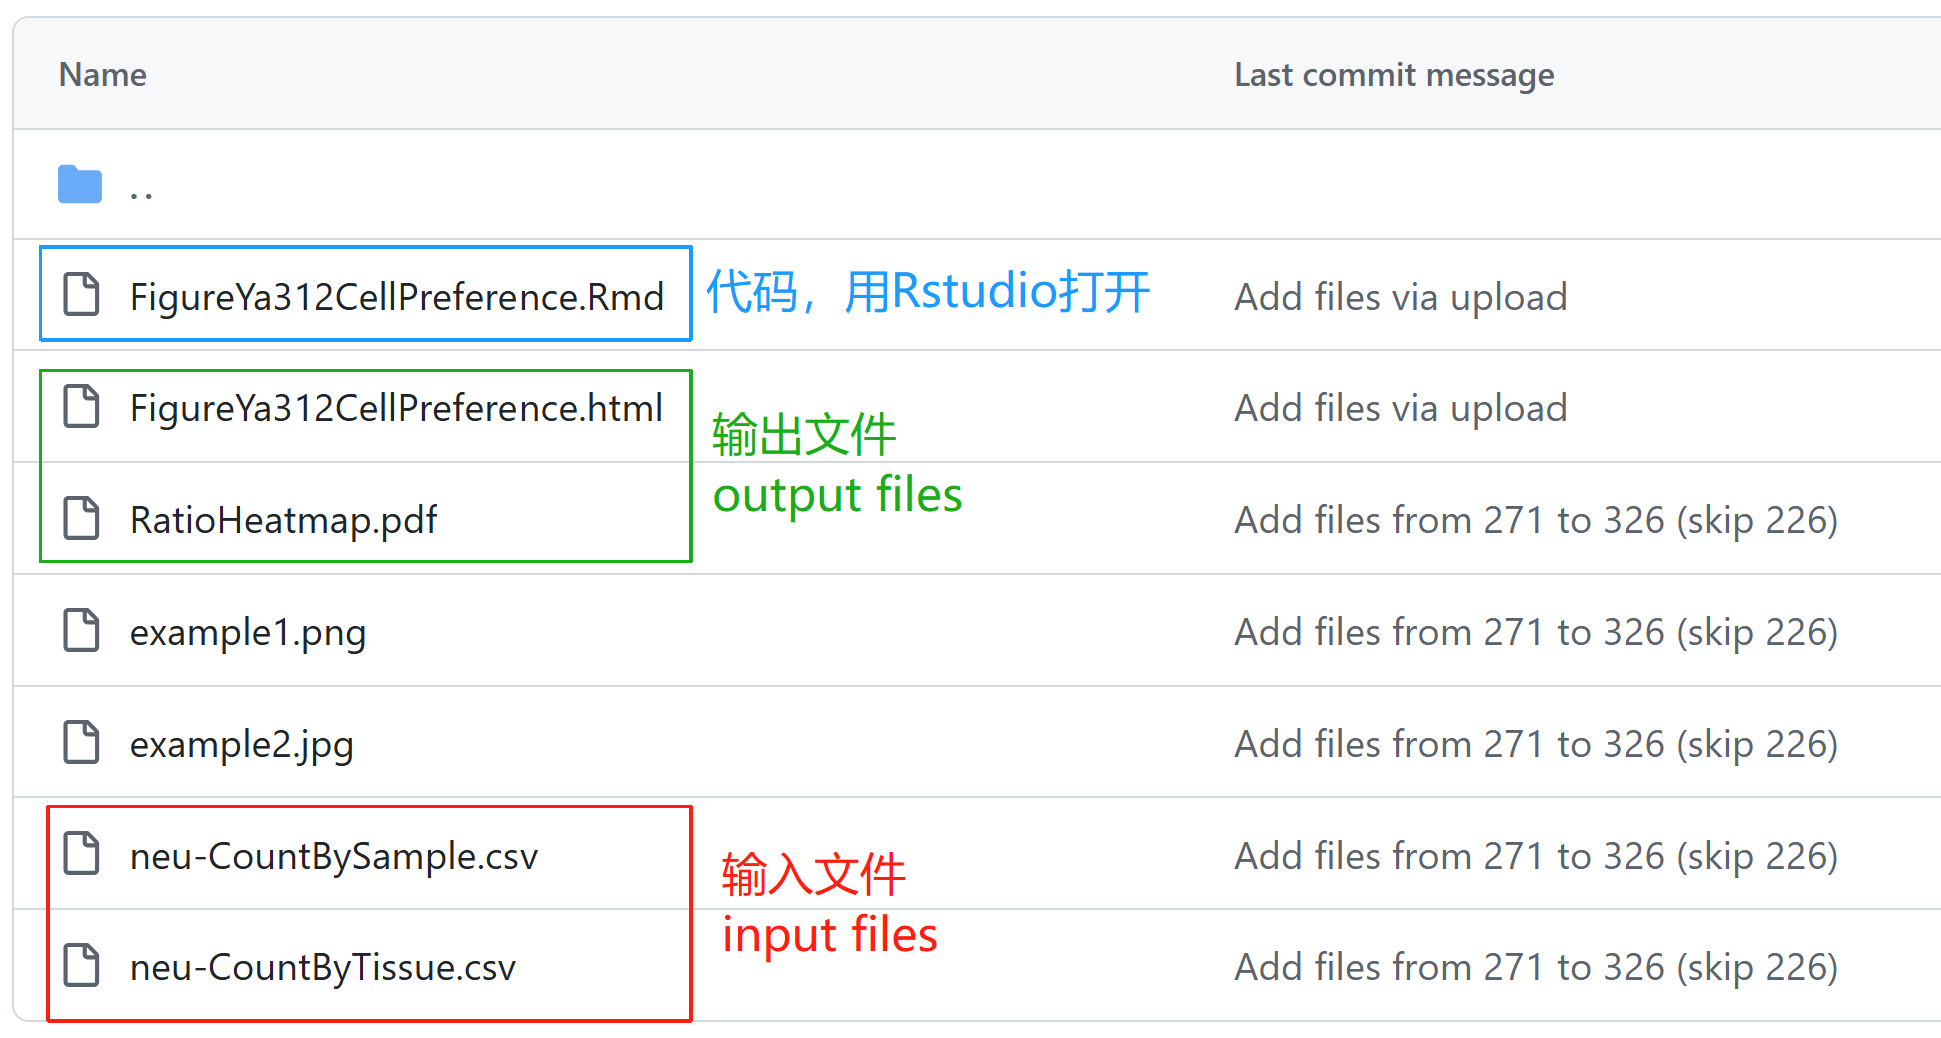 Name Last commit message
..
FigureYa312CellPreference.Rmd 代码，用Rstudio打开 Add files via upload
FigureYa312CellPreference.html Add files via upload
输出文件
output files
RatioHeatmap.pdf Add files from 271 to 326 (skip 226)
example1.png Add files from 271 to 326 (skip 226)
example2.jpg Add files from 271 to 326 (skip 226)
neu-CountBySample.csv Add files from 271 to 326 (skip 226)
输入文件
input files
neu-CountByTissue.csv Add files from 271 to 326 (skip 226)